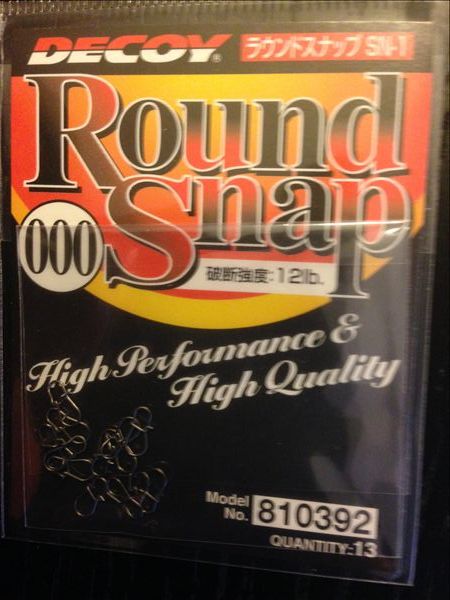 DECOY® ラウンドスナップ SN-1
Round
Snap
000
破断強度:12lb.
High Performance &
High Quality
Model
No. 810392
QUANTITY:13